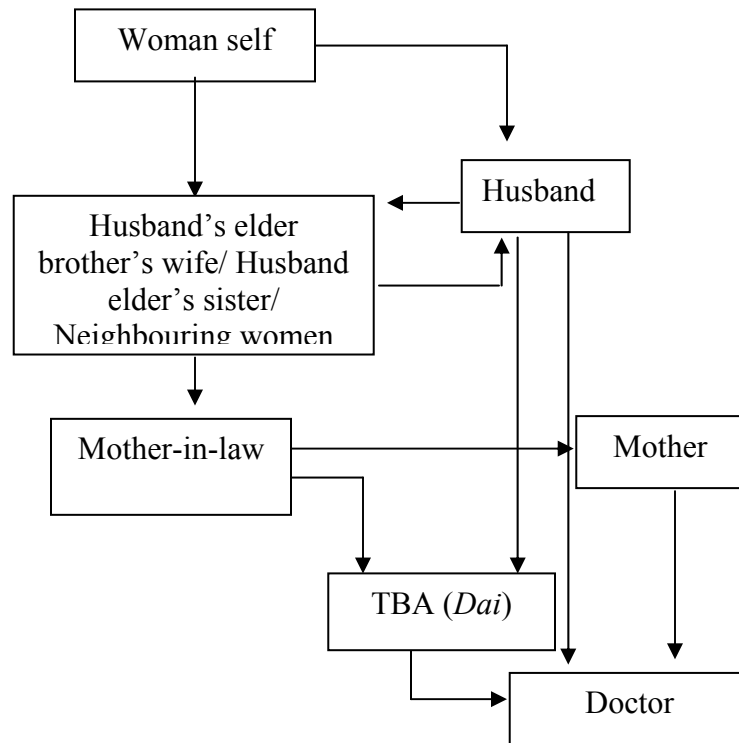 Woman self
Husband
Husband’s elder
brother’s wife/ Husband
elder’s sister/
Neighbouring women
Mother-in-law
Mother
TBA (Dai)
Doctor